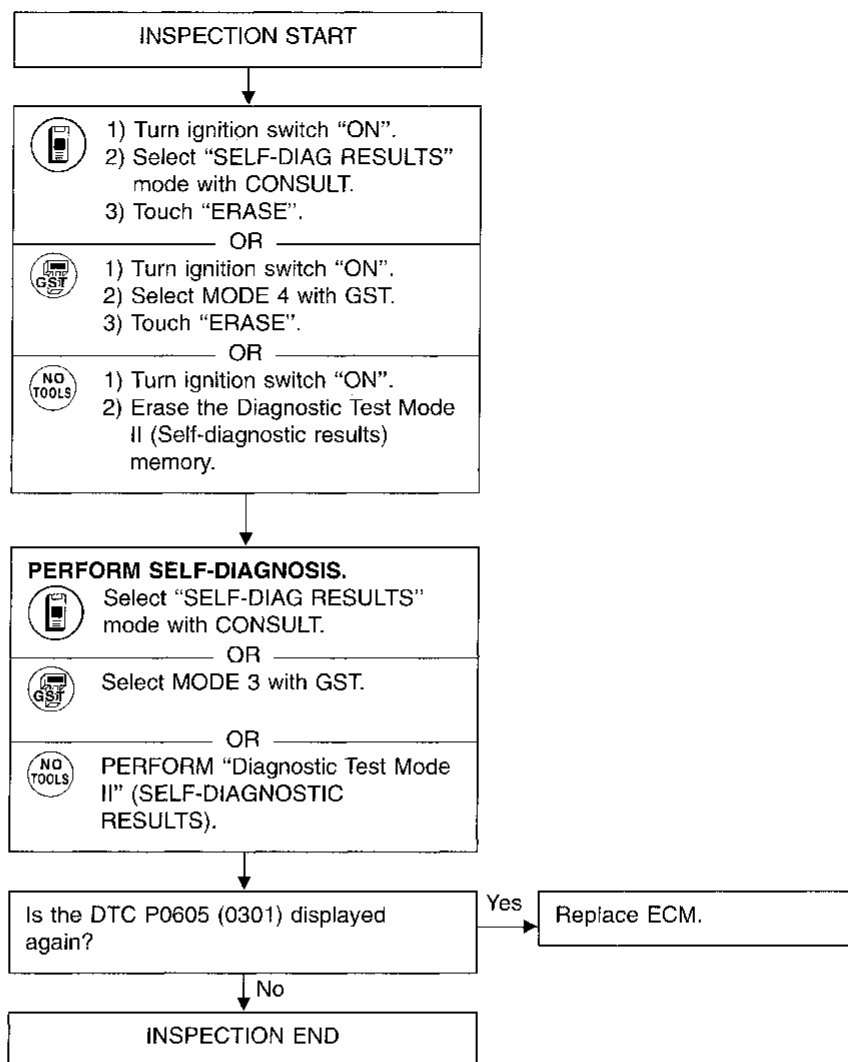 INSPECTION START
1) Turn ignition switch “ON”.
2) Select “SELF-DIAG RESULTS”
mode with CONSULT.
3) Touch “ERASE”.
OR
GST
1) Turn ignition switch “ON”.
2) Select MODE 4 with GST.
3) Touch “ERASE”.
OR
NO
TOOLS
1) Turn ignition switch “ON”.
2) Erase the Diagnostic Test Mode
II (Self-diagnostic results)
memory.
PERFORM SELF-DIAGNOSIS.
Select “SELF-DIAG RESULTS”
mode with CONSULT.
OR
GST
Select MODE 3 with GST.
OR
NO
TOOLS
PERFORM “Diagnostic Test Mode
II” (SELF-DIAGNOSTIC
RESULTS).
Is the DTC P0605 (0301) displayed
again?
Yes
Replace ECM.
No
INSPECTION END